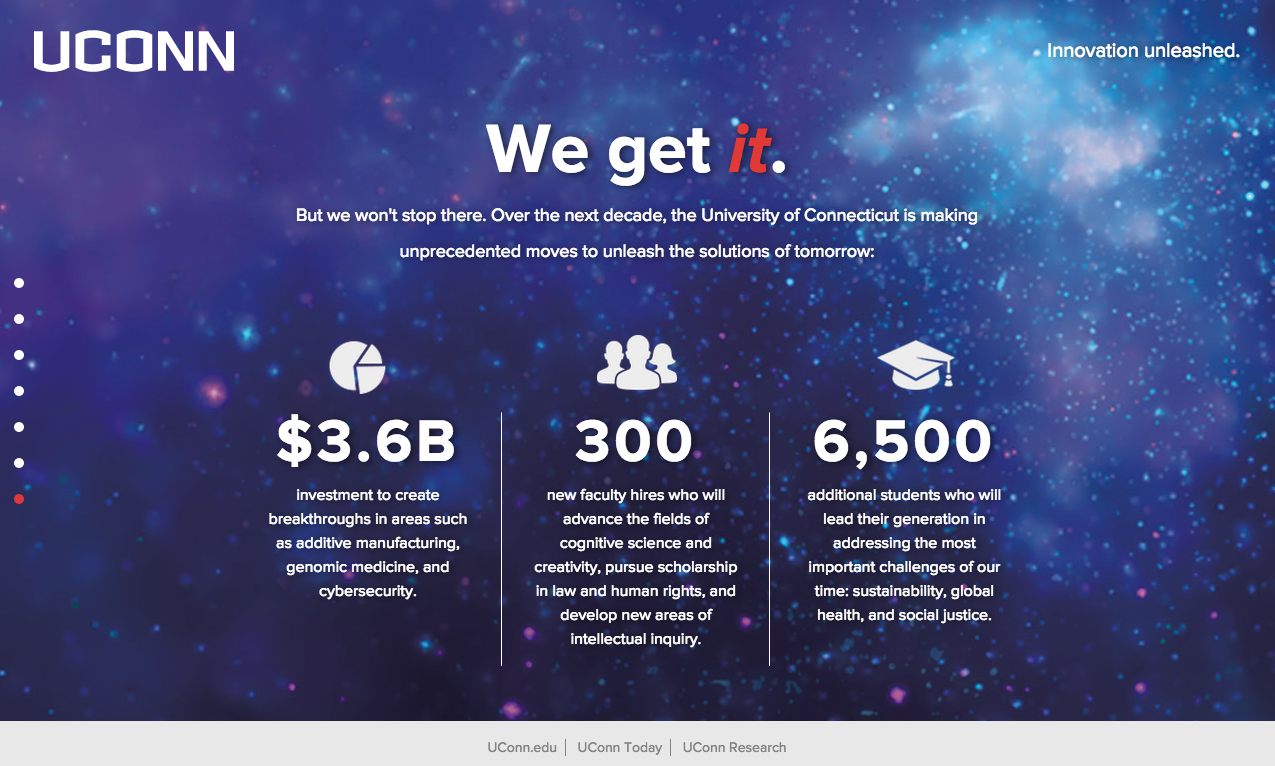 UCONN
Innovation unleashed.
We get it.
But we won't stop there. Over the next decade, the University of Connecticut is making
unprecedented moves to unleash the solutions of tomorrow:
$3.6B
investment to create
breakthroughs in areas such
as additive manufacturing,
genomic medicine, and
cybersecurity.
300
new faculty hires who will
advance the fields of
cognitive science and
creativity, pursue scholarship
in law and human rights, and
develop new areas of
intellectual inquiry.
6,500
additional students who will
lead their generation in
addressing the most
important challenges of our
time: sustainability, global
health, and social justice.
UConn.edu | UConn Today | UConn Research